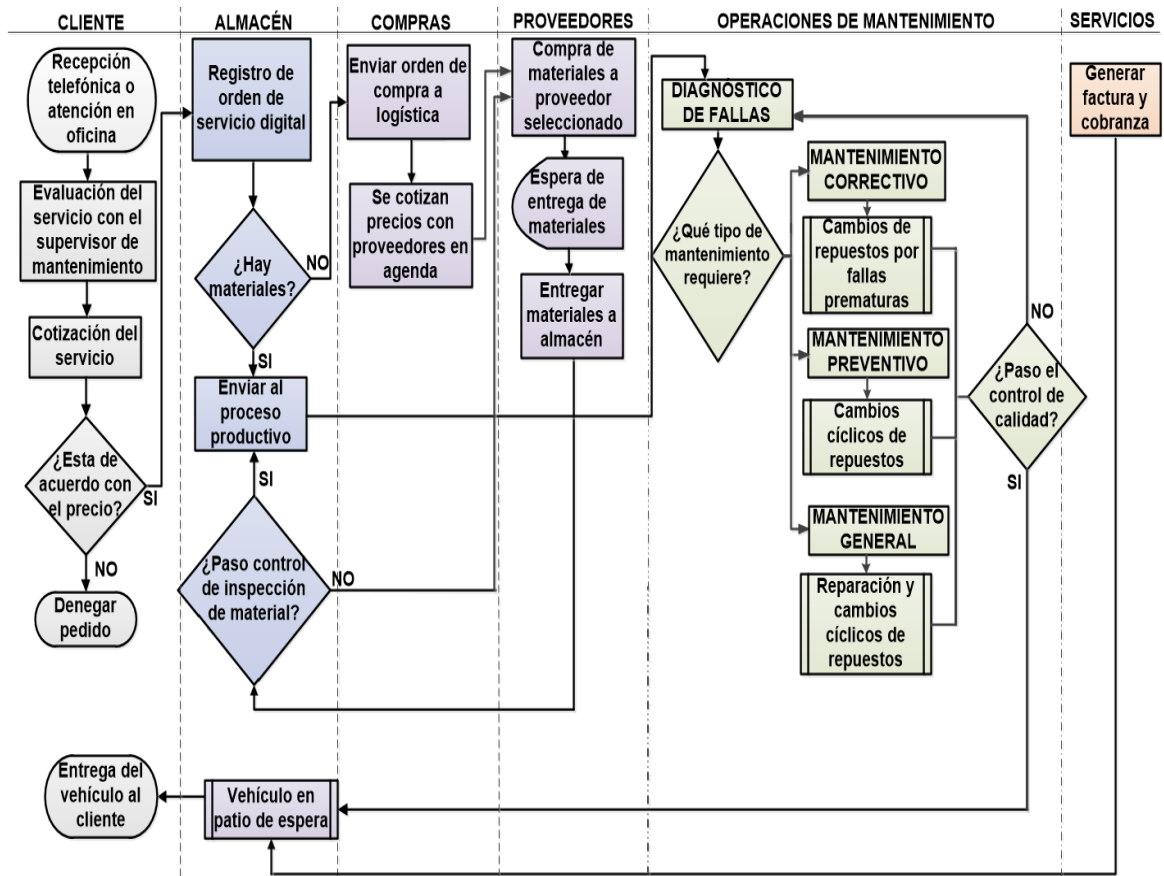 CLIENTE
ALMACÉN
COMPRAS
PROVEEDORES
OPERACIONES DE MANTENIMIENTO
SERVICIOS
Recepción
telefónica o
atención en
oficina
Evaluación del
servicio con el
supervisor de
mantenimiento
Cotización del
servicio
¿Esta de
acuerdo con
el precio?
SI
NO
Denegar
pedido
Entrega del
vehículo al
cliente
Registro de
orden de
servicio digital
¿Hay
materiales?
NO
SI
Enviar al
proceso
productivo
SI
¿Paso control
de inspección
de material?
NO
Vehículo en
patio de espera
Enviar orden de
compra a
logística
Se cotizan
precios con
proveedores en
agenda
Compra de
materiales a
proveedor
seleccionado
Espera de
entrega de
materiales
Entregar
materiales a
almacén
DIAGNÓSTICO
DE FALLAS
¿Qué tipo de
mantenimiento
requiere?
MANTENIMIENTO
CORRECTIVO
Cambios de
repuestos por
fallas
prematuras
MANTENIMIENTO
PREVENTIVO
Cambios
cíclicos de
repuestos
MANTENIMIENTO
GENERAL
Reparación y
cambios
cíclicos de
repuestos
NO
¿Paso el
control de
calidad?
SI
Generar
factura y
cobranza